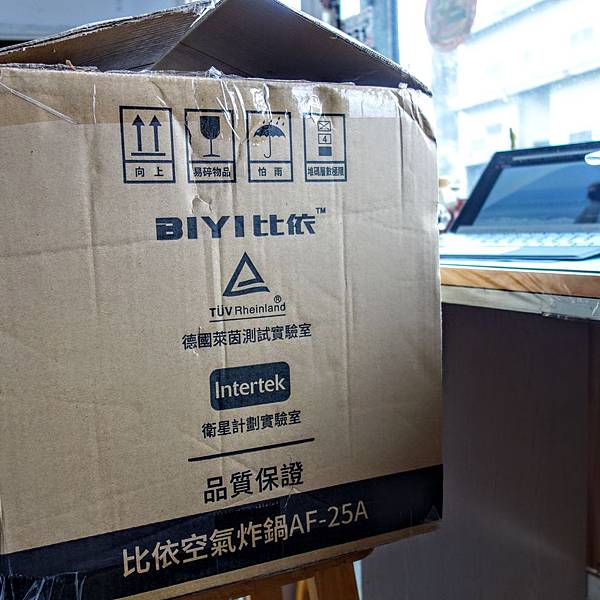 向上 易碎物品 怕雨 4 堆碼層數極限
BIYI比依™
TÜVRheinland®
德國萊茵測試實驗室
Intertek
衛星計劃實驗室
品質保證
比依空氣炸鍋AF-25A